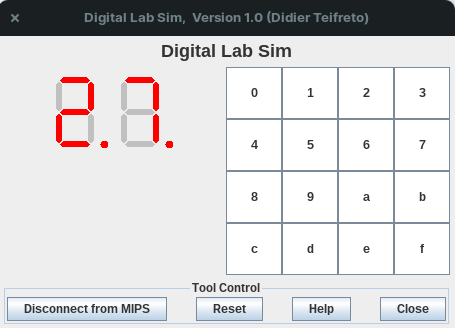 Digital Lab Sim, Version 1.0 (Didier Teifreto)
Digital Lab Sim
2.7.
0 1 2 3
4 5 6 7
8 9 a b
c d e f
Tool Control
Disconnect from MIPS Reset Help Close